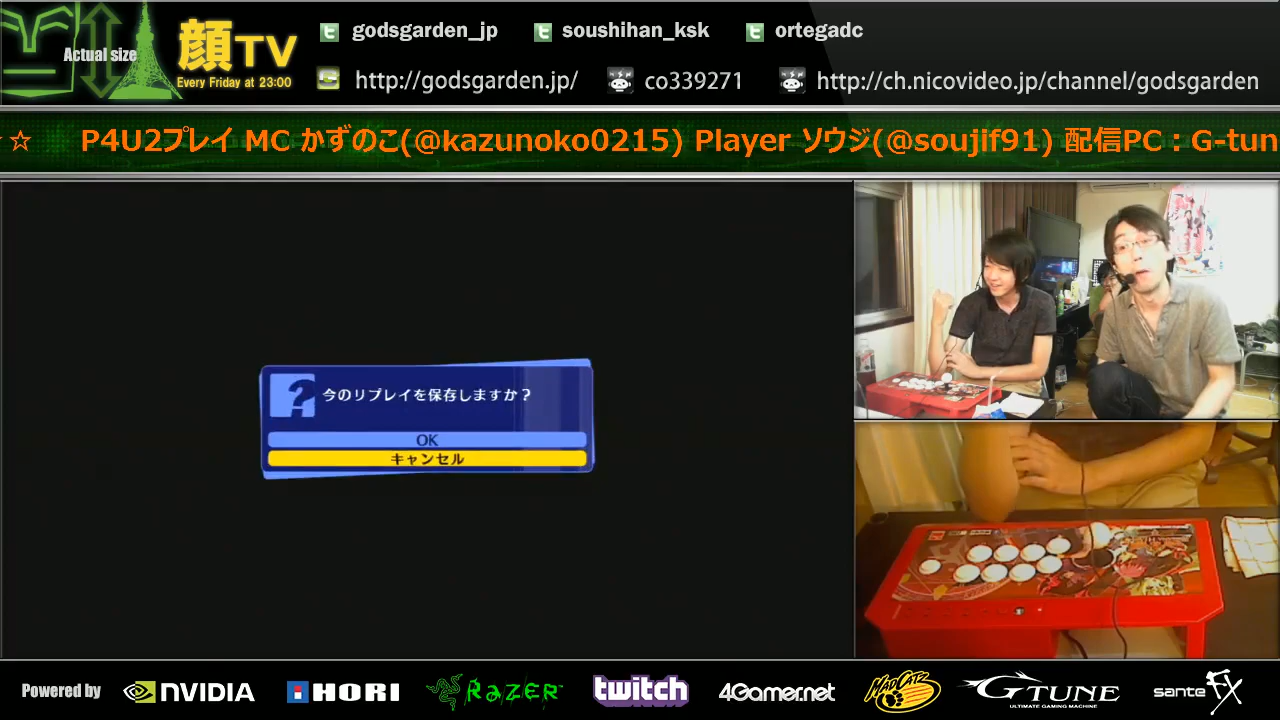 Actual size
顔TV
Every Friday at 23:00
godsgarden_jp
soushihan_ksk
ortegadc
http://godsgarden.jp/
co339271
http://ch.nicovideo.jp/channel/godsgarden
☆ P4U2プレイ MC かずのこ(@kazunoko0215) Player ソウジ(@soujif91) 配信PC：G-tun
今のリプレイを保存しますか？
OK
キャンセル
Powered by
NVIDIA
HORI
RAZER
twitch
4Gamer.net
MAD CATZ
G TUNE
ULTIMATE GAMING MACHINE
sante FX